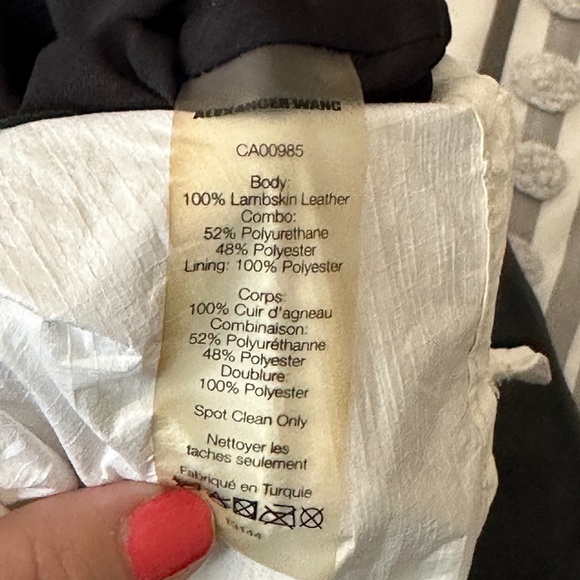 ALEXANDER WANG
CA00985
Body:
100% Lambskin Leather
Combo:
52% Polyurethane
48% Polyester
Lining: 100% Polyester
Corps:
100% Cuir d'agneau
Combinaison:
52% Polyuréthanne
48% Polyester
Doublure:
100% Polyester
Spot Clean Only
Nettoyer les
taches seulement
Fabriqué en Turquie